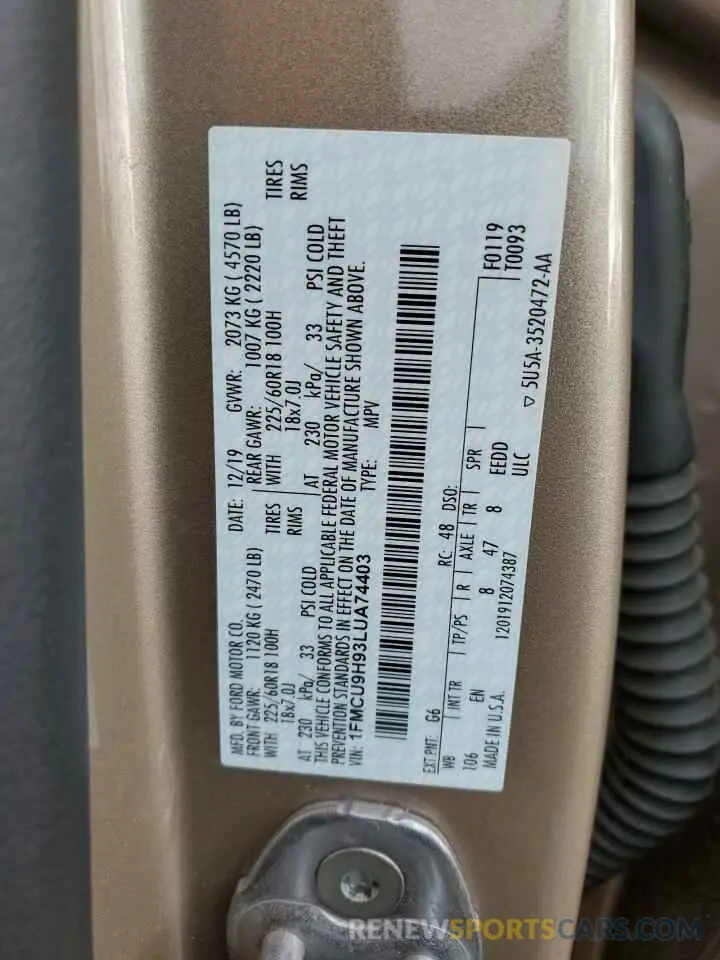 MFD. BY FORD MOTOR CO. DATE: 12/19 GVWR: 2073 KG ( 4570 LB)
FRONT GAWR: 1120 KG ( 2470 LB) REAR GAWR: 1007 KG ( 2220 LB)
WITH 225/60R18 100H TIRES WITH 225/60R18 100H TIRES
18x7.0J RIMS 18x7.0J RIMS
AT 230 kPa/ 33 PSI COLD AT 230 kPa/ 33 PSI COLD
THIS VEHICLE CONFORMS TO ALL APPLICABLE FEDERAL MOTOR VEHICLE SAFETY AND THEFT
PREVENTION STANDARDS IN EFFECT ON THE DATE OF MANUFACTURE SHOWN ABOVE.
VIN: 1FMCU9H93LUA74403 TYPE: MPV
EXT PNT: G6 RC: 48 DSO: F0119
T0093
WB INT TR TP/PS R AXLE TR SPR
106 EN 8 47 8 EEDD
MADE IN U.S.A. 1201912074387 ULC
▽ 5U5A-3520472-AA
RENEWSPORTSCARS.COM